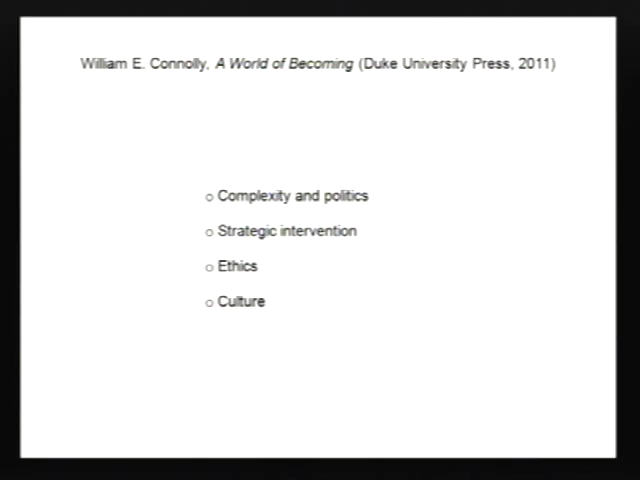 William E. Connolly, A World of Becoming (Duke University Press, 2011)
o Complexity and politics
o Strategic intervention
o Ethics
o Culture